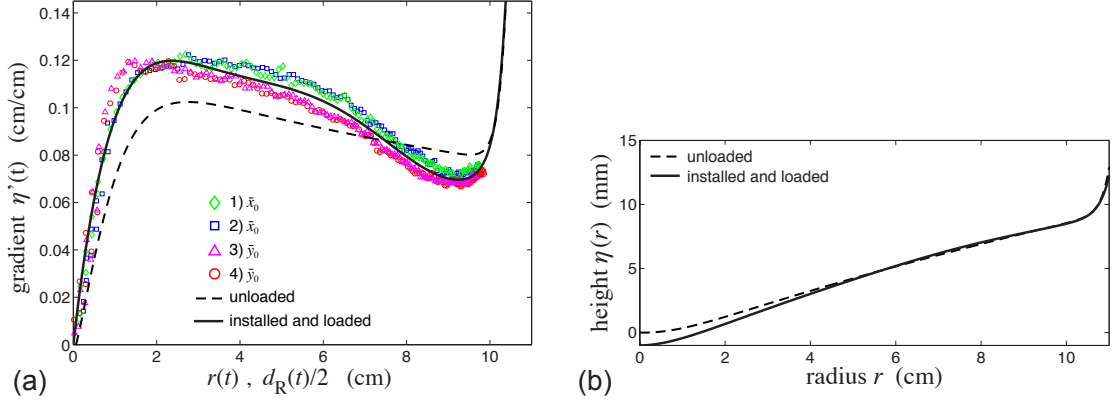 0.14
0.12
0.1
0.08
0.06
0.04
0.02
0
gradient η’(t) (cm/cm)
1) x̄₀
2) x̄₀
3) ȳ₀
4) ȳ₀
unloaded
installed and loaded
0 2 4 6 8 10
r(t) , d_R(t)/2 (cm)
(a)
15
10
5
0
height η(r) (mm)
unloaded
installed and loaded
0 2 4 6 8 10
radius r (cm)
(b)